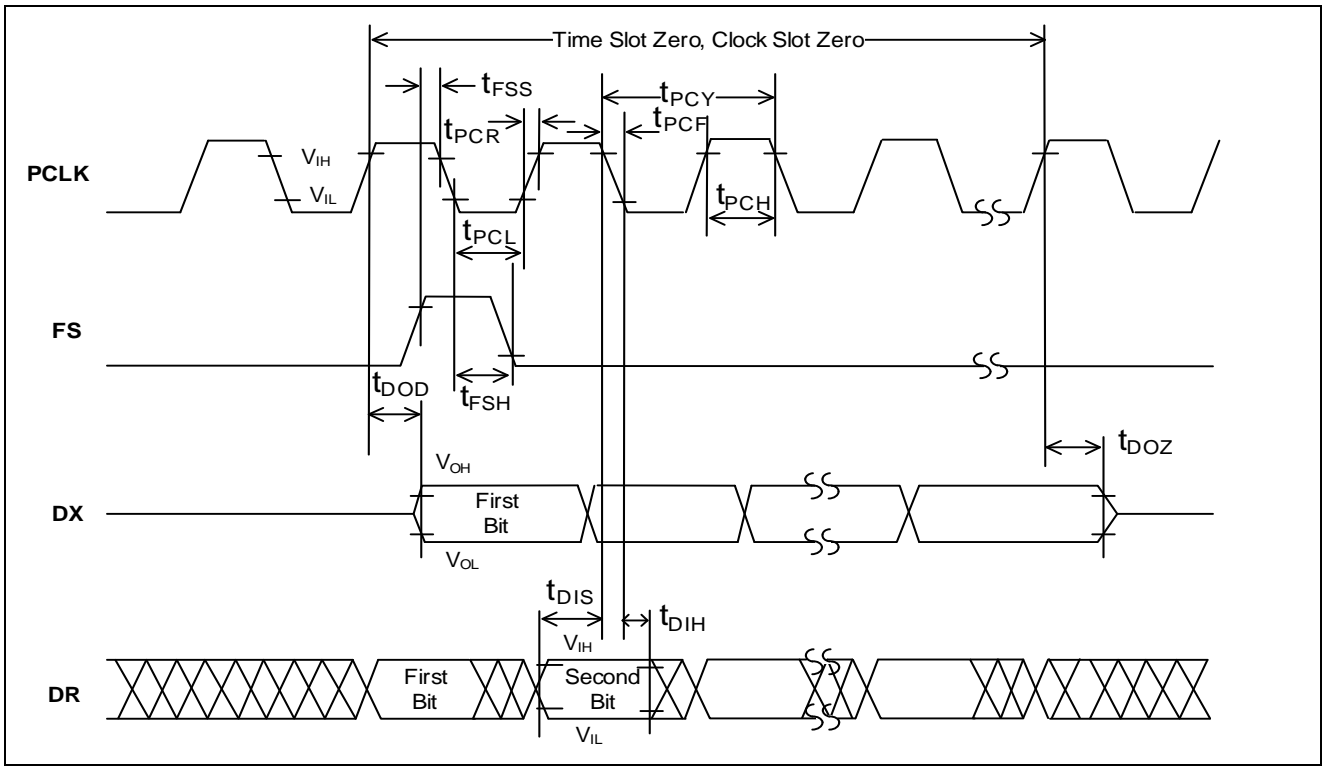 Time Slot Zero, Clock Slot Zero
tFSS
tPCY
tPCR
tPCF
PCLK
VIH
VIL
tPCH
tPCL
FS
tDOD
tFSH
tDOZ
VOH
DX
First
Bit
VOL
tDIS
tDIH
VIH
DR
First
Bit
Second
Bit
VIL